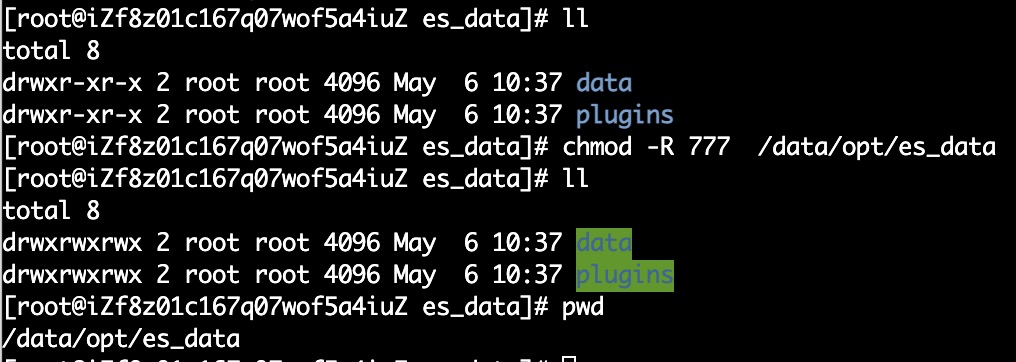 [root@iZf8z01c167q07wof5a4iuZ es_data]# ll
total 8
drwxr-xr-x 2 root root 4096 May  6 10:37 data
drwxr-xr-x 2 root root 4096 May  6 10:37 plugins
[root@iZf8z01c167q07wof5a4iuZ es_data]# chmod -R 777  /data/opt/es_data
[root@iZf8z01c167q07wof5a4iuZ es_data]# ll
total 8
drwxrwxrwx 2 root root 4096 May  6 10:37 data
drwxrwxrwx 2 root root 4096 May  6 10:37 plugins
[root@iZf8z01c167q07wof5a4iuZ es_data]# pwd
/data/opt/es_data